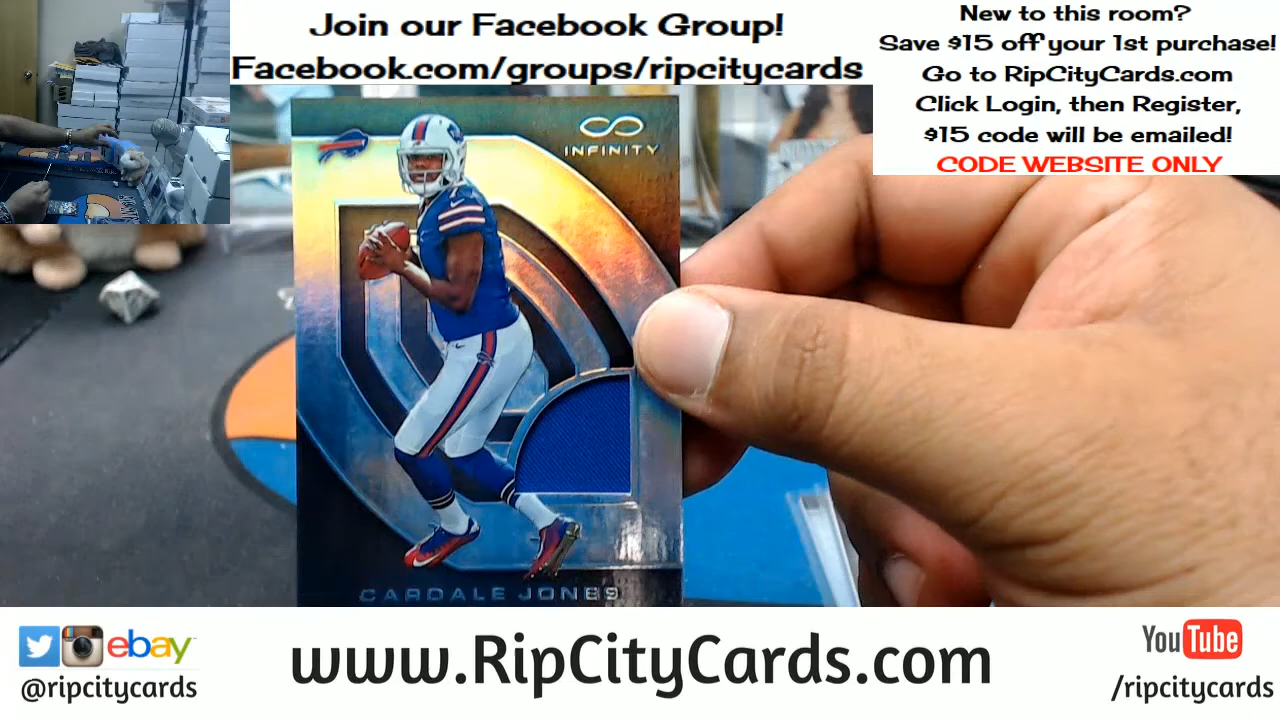 Join our Facebook Group!
Facebook.com/groups/ripcitycards
New to this room?
Save $15 off your 1st purchase!
Go to RipCityCards.com
Click Login, then Register,
$15 code will be emailed!
CODE WEBSITE ONLY
INFINITY
CARDALE JONES
ebay
@ripcitycards
www.RipCityCards.com
YouTube
/ripcitycards